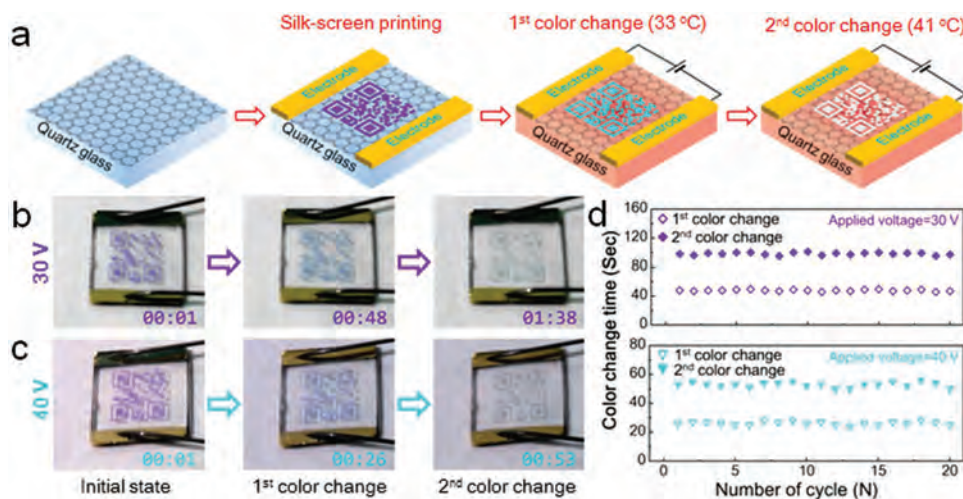 a
Silk-screen printing
1st color change (33 °C)
2nd color change (41 °C)
Quartz glass
Electrode
Quartz glass
Electrode
Electrode
Quartz glass
Electrode
Electrode
Quartz glass
Electrode
b
30 V
00:01
00:48
01:38
c
40 V
00:01
00:26
00:53
Initial state
1st color change
2nd color change
d
Color change time (Sec)
160
120
80
40
0
1st color change
2nd color change
Applied voltage=30 V
80
60
40
20
0
1st color change
2nd color change
Applied voltage=40 V
0 5 10 15 20
Number of cycle (N)